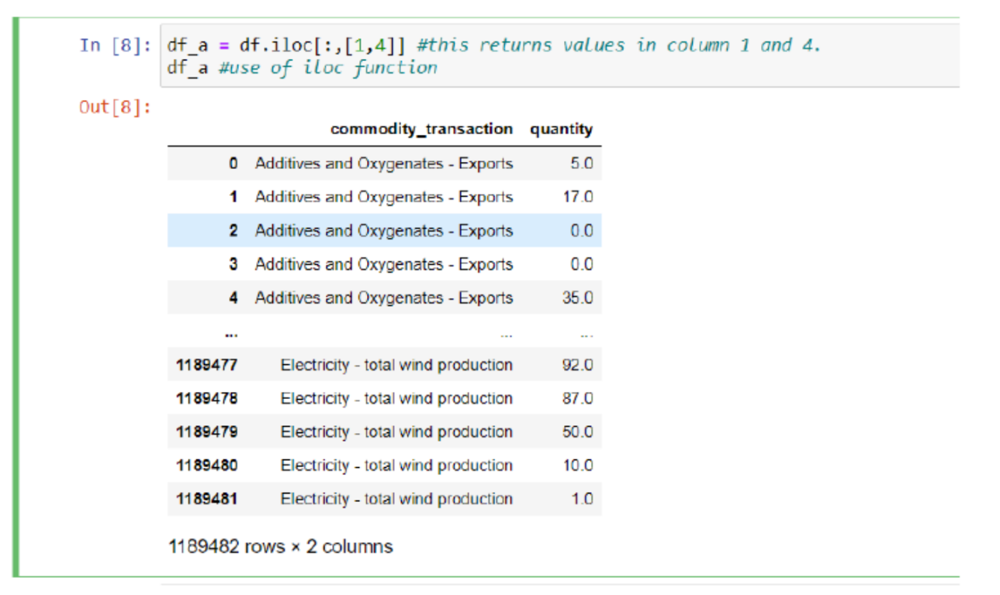 In [8]: df_a = df.iloc[:,[1,4]] #this returns values in column 1 and 4.
df_a #use of iloc function
Out[8]:
commodity_transaction quantity
0 Additives and Oxygenates - Exports 5.0
1 Additives and Oxygenates - Exports 17.0
2 Additives and Oxygenates - Exports 0.0
3 Additives and Oxygenates - Exports 0.0
4 Additives and Oxygenates - Exports 35.0
... ... ...
1189477 Electricity - total wind production 92.0
1189478 Electricity - total wind production 87.0
1189479 Electricity - total wind production 50.0
1189480 Electricity - total wind production 10.0
1189481 Electricity - total wind production 1.0
1189482 rows × 2 columns